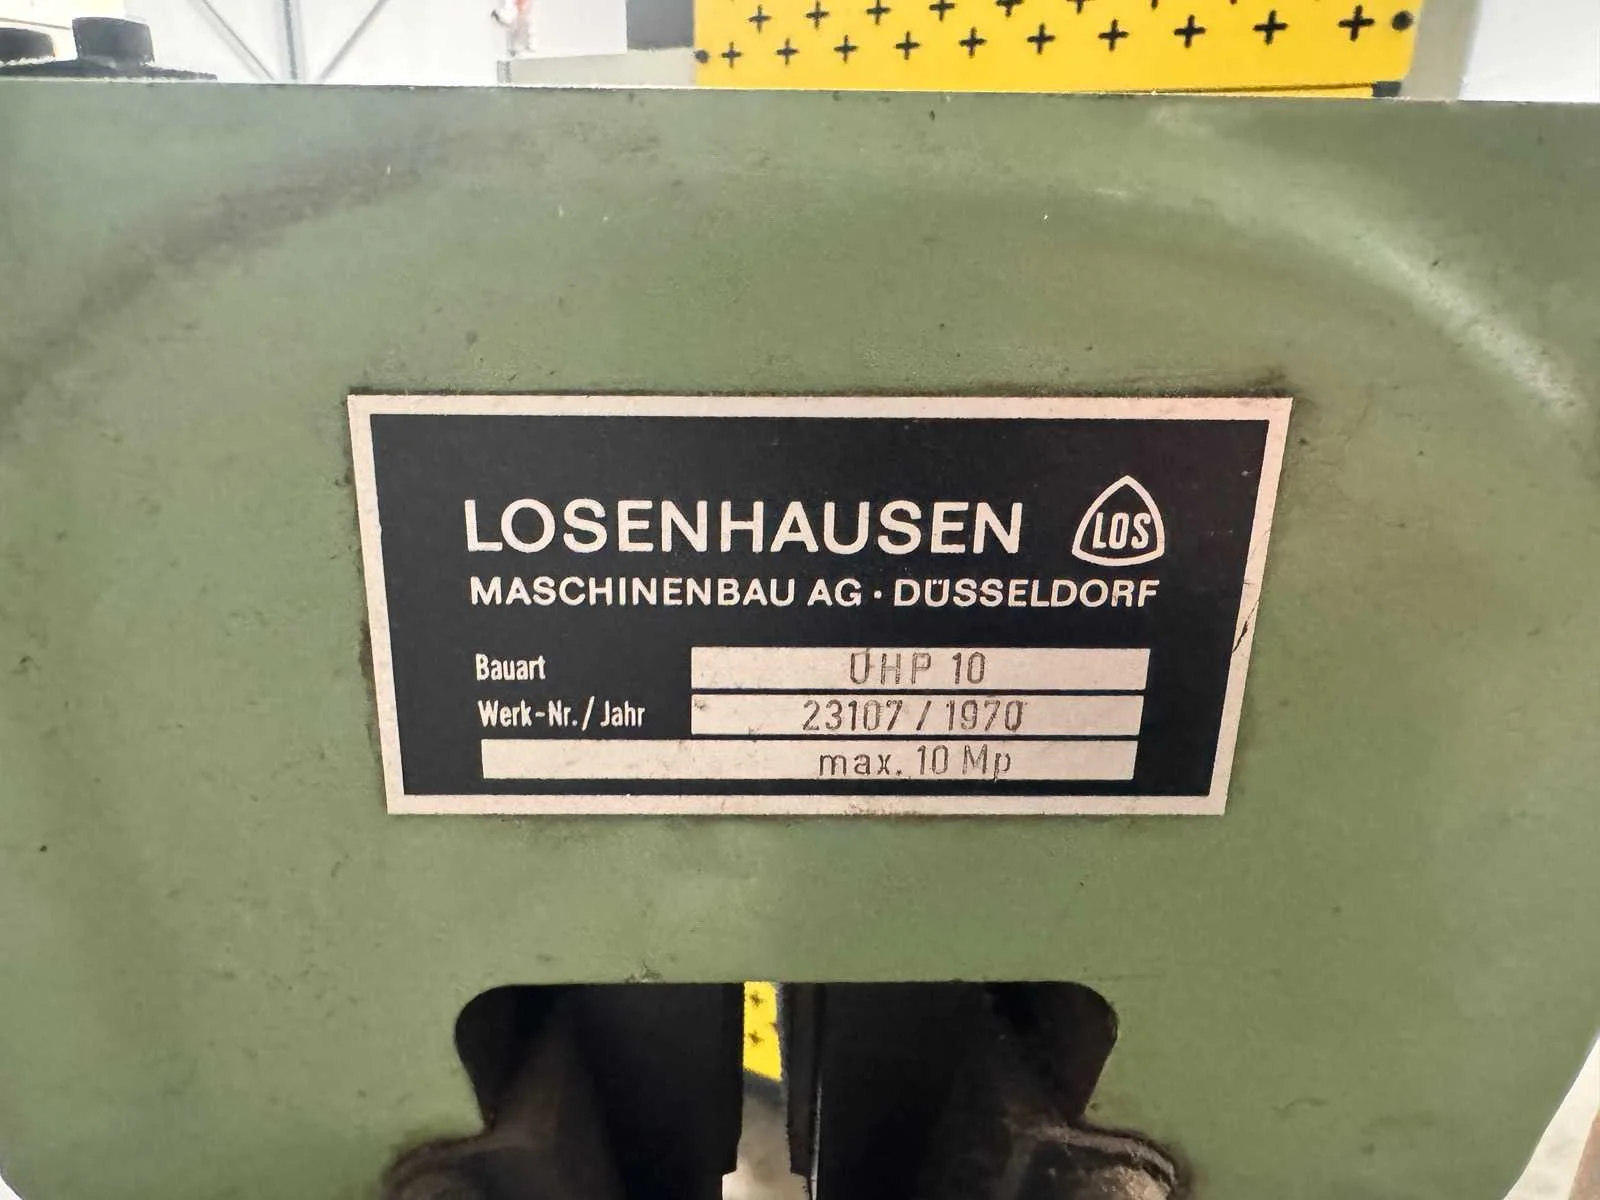 LOSENHAUSEN LOS
MASCHINENBAU AG · DÜSSELDORF
Bauart UHP 10
Werk-Nr./Jahr 23107 / 1970
max. 10 Mp